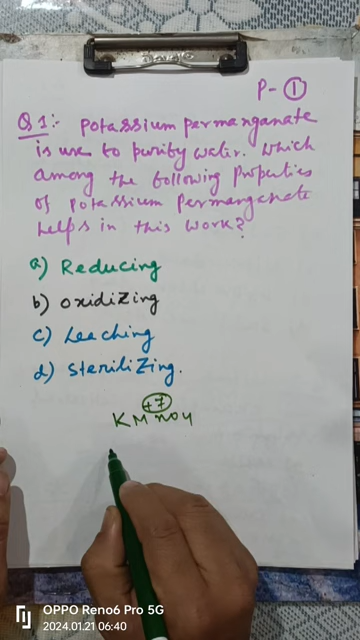 P-①
Q1:- Potassium permanganate
is use to purify water. Which
among the following Properties
of Potassium Permanganate
helps in this work?
a) Reducing
b) Oxidizing
c) Leaching
d) Sterilizing.
+7
KMnO4
OPPO Reno6 Pro 5G
2024.01.21 06:40